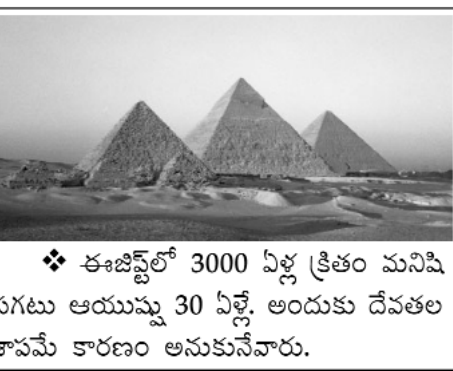 ❖ ఈజిప్ట్‌లో 3000 ఏళ్ల క్రితం మనిషి
సగటు ఆయుష్షు 30 ఏళ్లే. అందుకు దేవతల
శాపమే కారణం అనుకునేవారు.